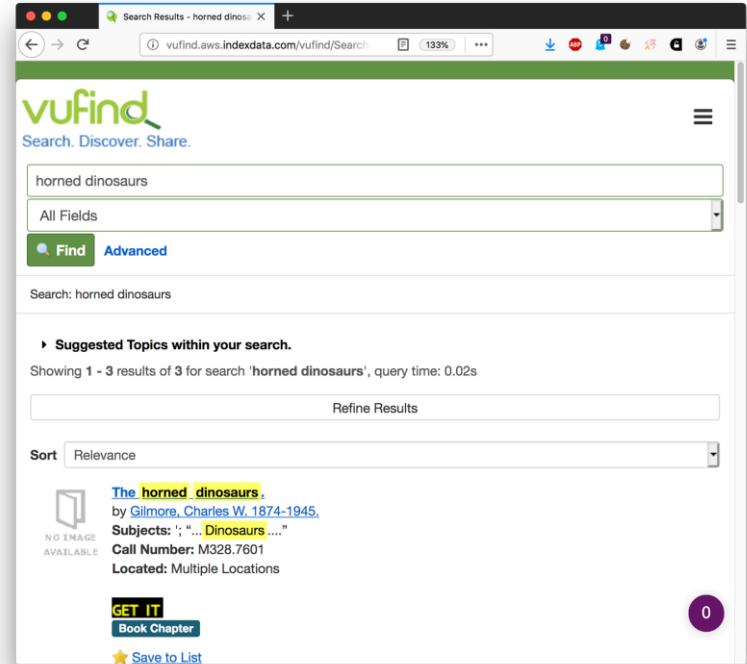 Search Results - horned dinosa
vufind.aws.indexdata.com/vufind/Search
133%
ABP
0
vufind
Search. Discover. Share.
horned dinosaurs
All Fields
Find Advanced
Search: horned dinosaurs
Suggested Topics within your search.
Showing 1 - 3 results of 3 for search 'horned dinosaurs', query time: 0.02s
Refine Results
Sort Relevance
The horned dinosaurs.
by Gilmore, Charles W. 1874-1945.
Subjects: '; “... Dinosaurs ....”
NO IMAGE
AVAILABLE
Call Number: M328.7601
Located: Multiple Locations
GET IT
0
Book Chapter
Save to List